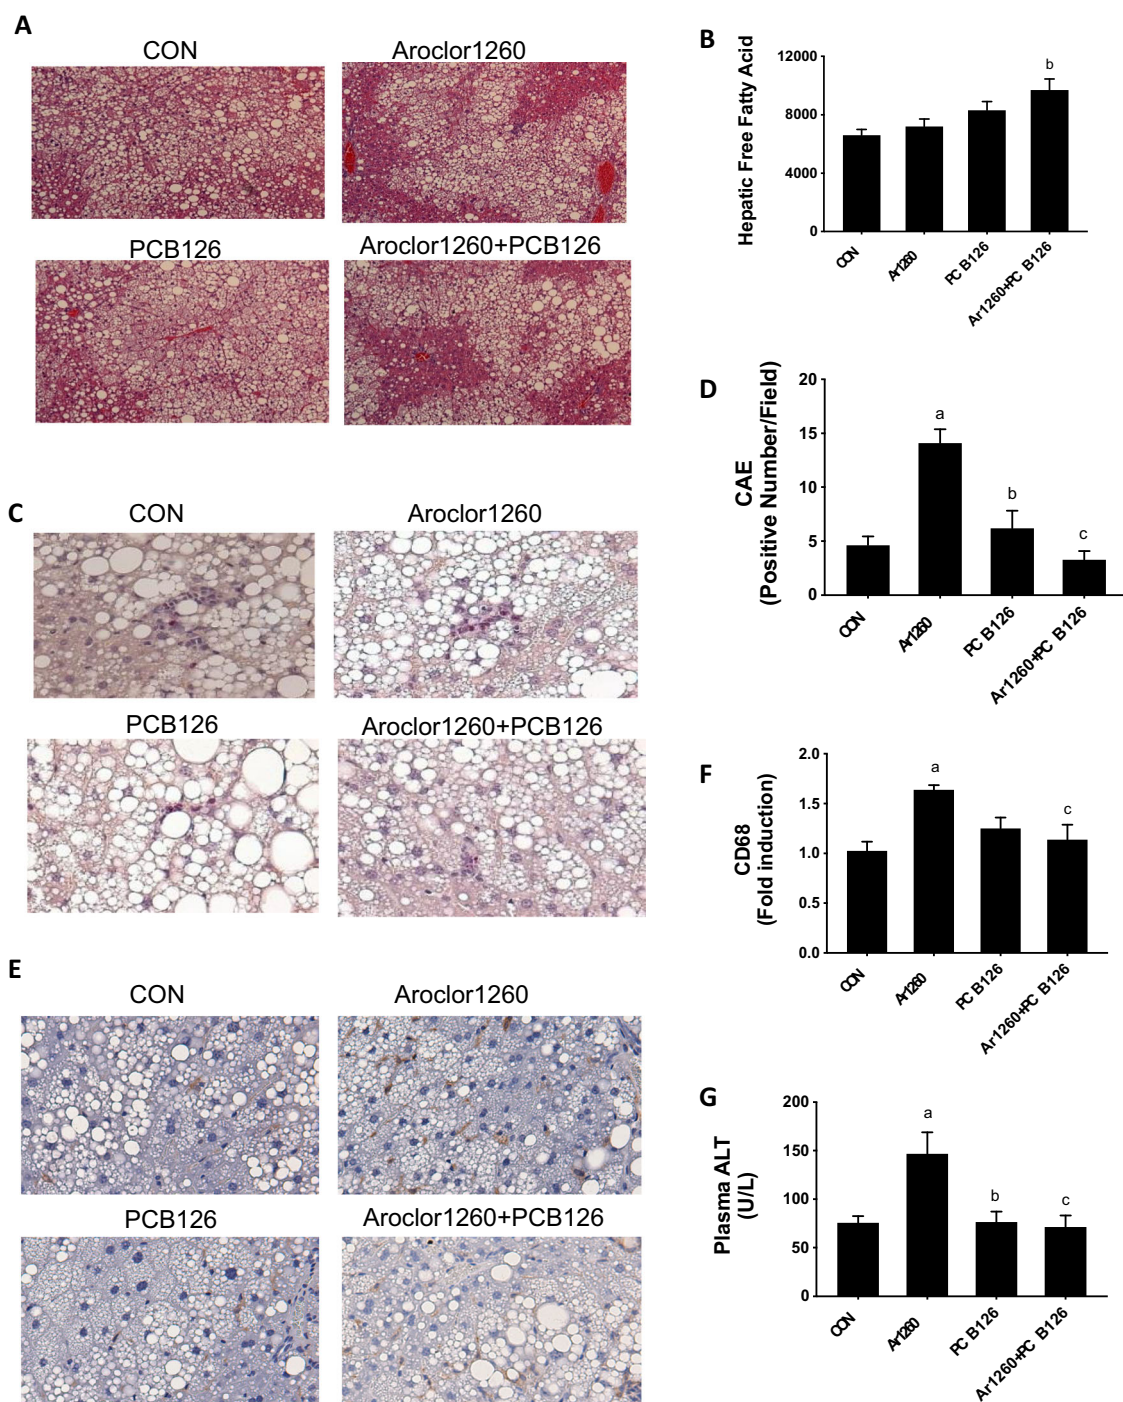 A
CON
Aroclor1260
PCB126
Aroclor1260+PCB126
B
Hepatic Free Fatty Acid
12000
8000
4000
0
b
CON
Ar1260
PC B126
Ar1260+PC B126
C
CON
Aroclor1260
PCB126
Aroclor1260+PCB126
D
CAE
(Positive Number/Field)
20
15
10
5
0
a
b
c
CON
Ar1260
PC B126
Ar1260+PC B126
E
CON
Aroclor1260
PCB126
Aroclor1260+PCB126
F
CD68
(Fold induction)
2.0
1.5
1.0
0.5
0.0
a
c
CON
Ar1260
PC B126
Ar1260+PC B126
G
Plasma ALT
(U/L)
200
150
100
50
0
a
b
c
CON
Ar1260
PC B126
Ar1260+PC B126